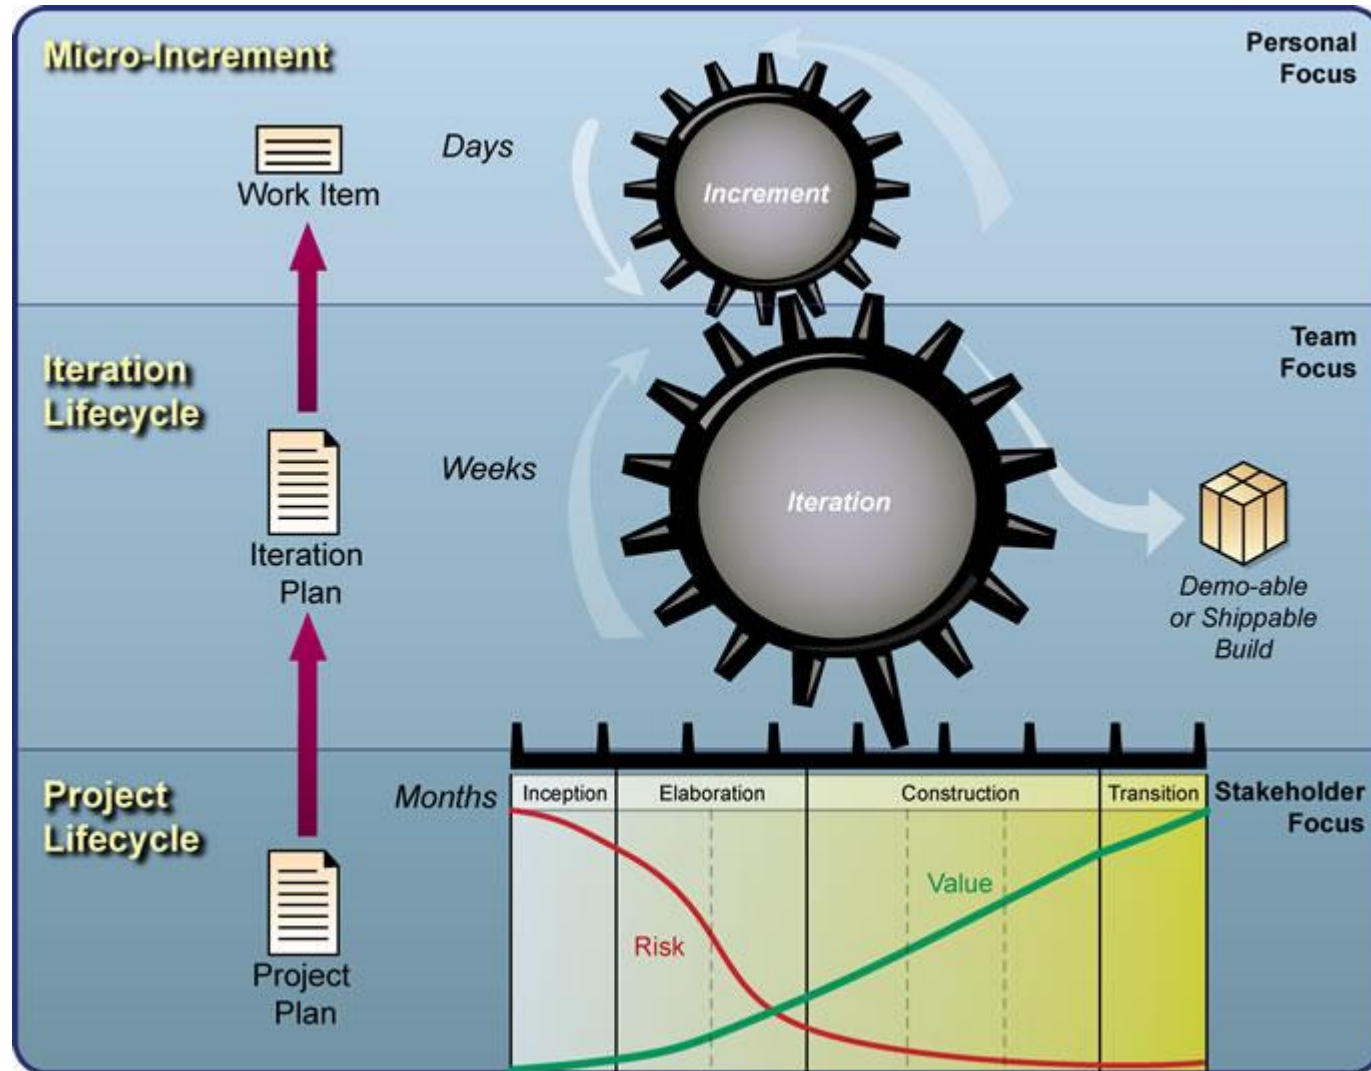 Micro-Increment
Personal
Focus
Days
Work Item
Increment
Iteration
Lifecycle
Team
Focus
Weeks
Iteration
Plan
Iteration
Demo-able
or Shippable
Build
Project
Lifecycle
Months
Inception
Elaboration
Construction
Transition
Stakeholder
Focus
Value
Risk
Project
Plan